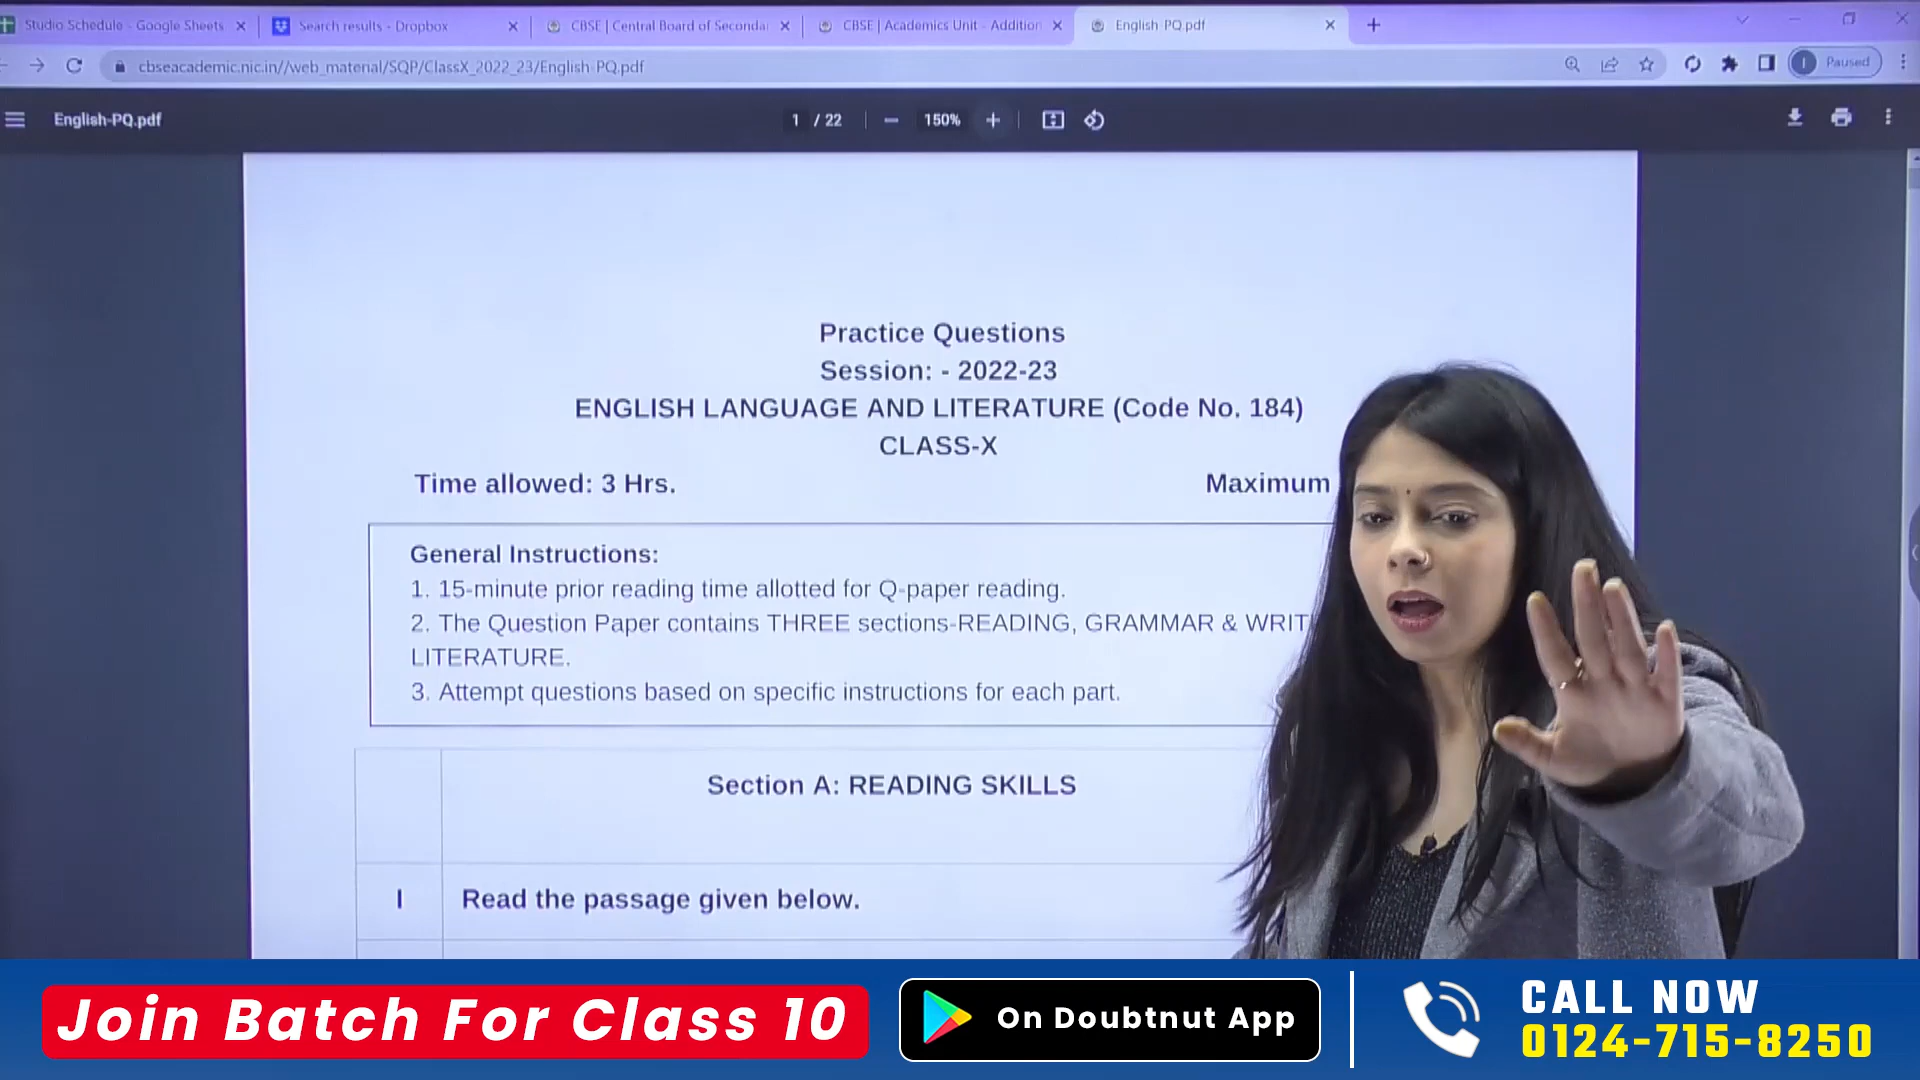 Studio Schedule - Google Sheets
Search results - Dropbox
CBSE | Central Board of Secondar
CBSE | Academics Unit - Addition
English PQ.pdf
cbseacademic.nic.in//web_material/SQP/ClassX_2022_23/English-PQ.pdf
Paused
English-PQ.pdf
1 / 22
150%
Practice Questions
Session: - 2022-23
ENGLISH LANGUAGE AND LITERATURE (Code No. 184)
CLASS-X
Time allowed: 3 Hrs.
Maximum
General Instructions:
1. 15-minute prior reading time allotted for Q-paper reading.
2. The Question Paper contains THREE sections-READING, GRAMMAR & WRIT
LITERATURE.
3. Attempt questions based on specific instructions for each part.
Section A: READING SKILLS
I Read the passage given below.
Join Batch For Class 10
On Doubtnut App
CALL NOW
0124-715-8250